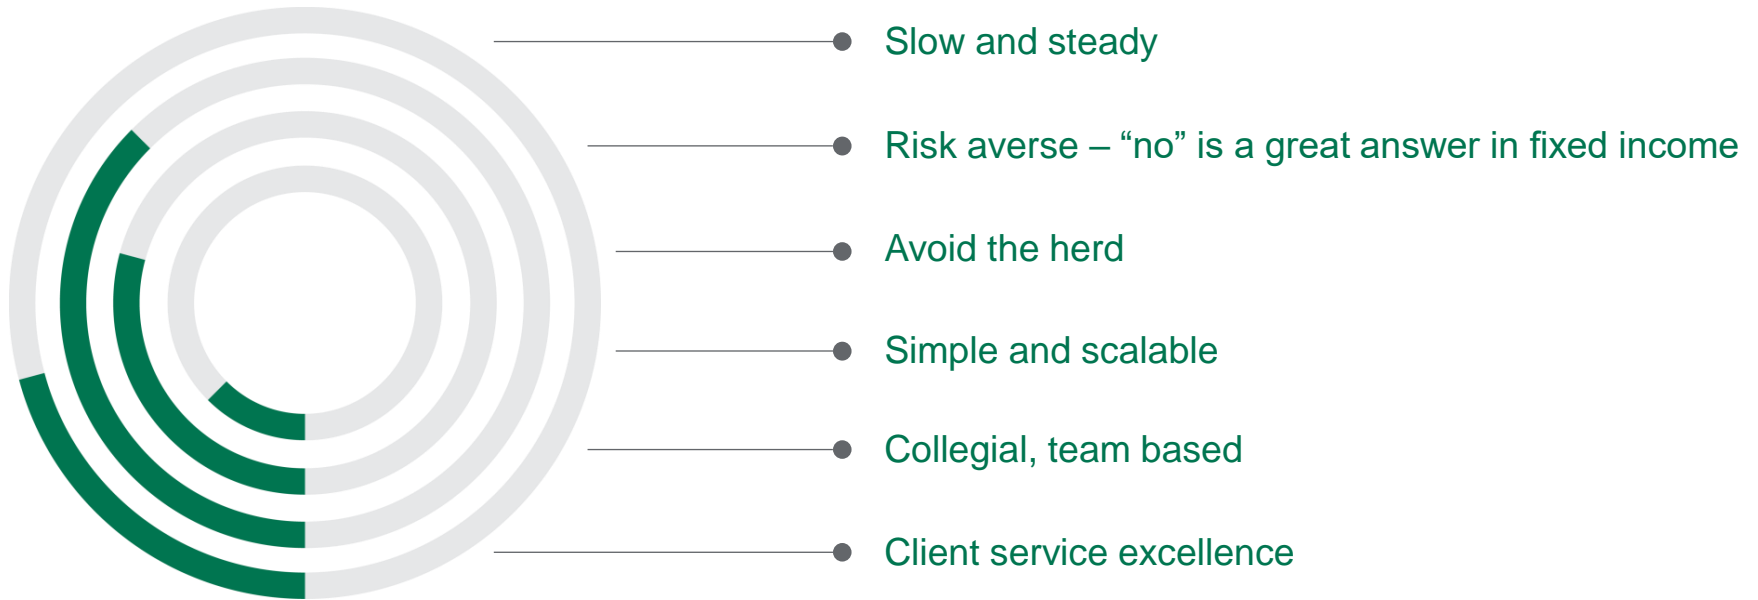 Slow and steady
Risk averse – “no” is a great answer in fixed income
Avoid the herd
Simple and scalable
Collegial, team based
Client service excellence